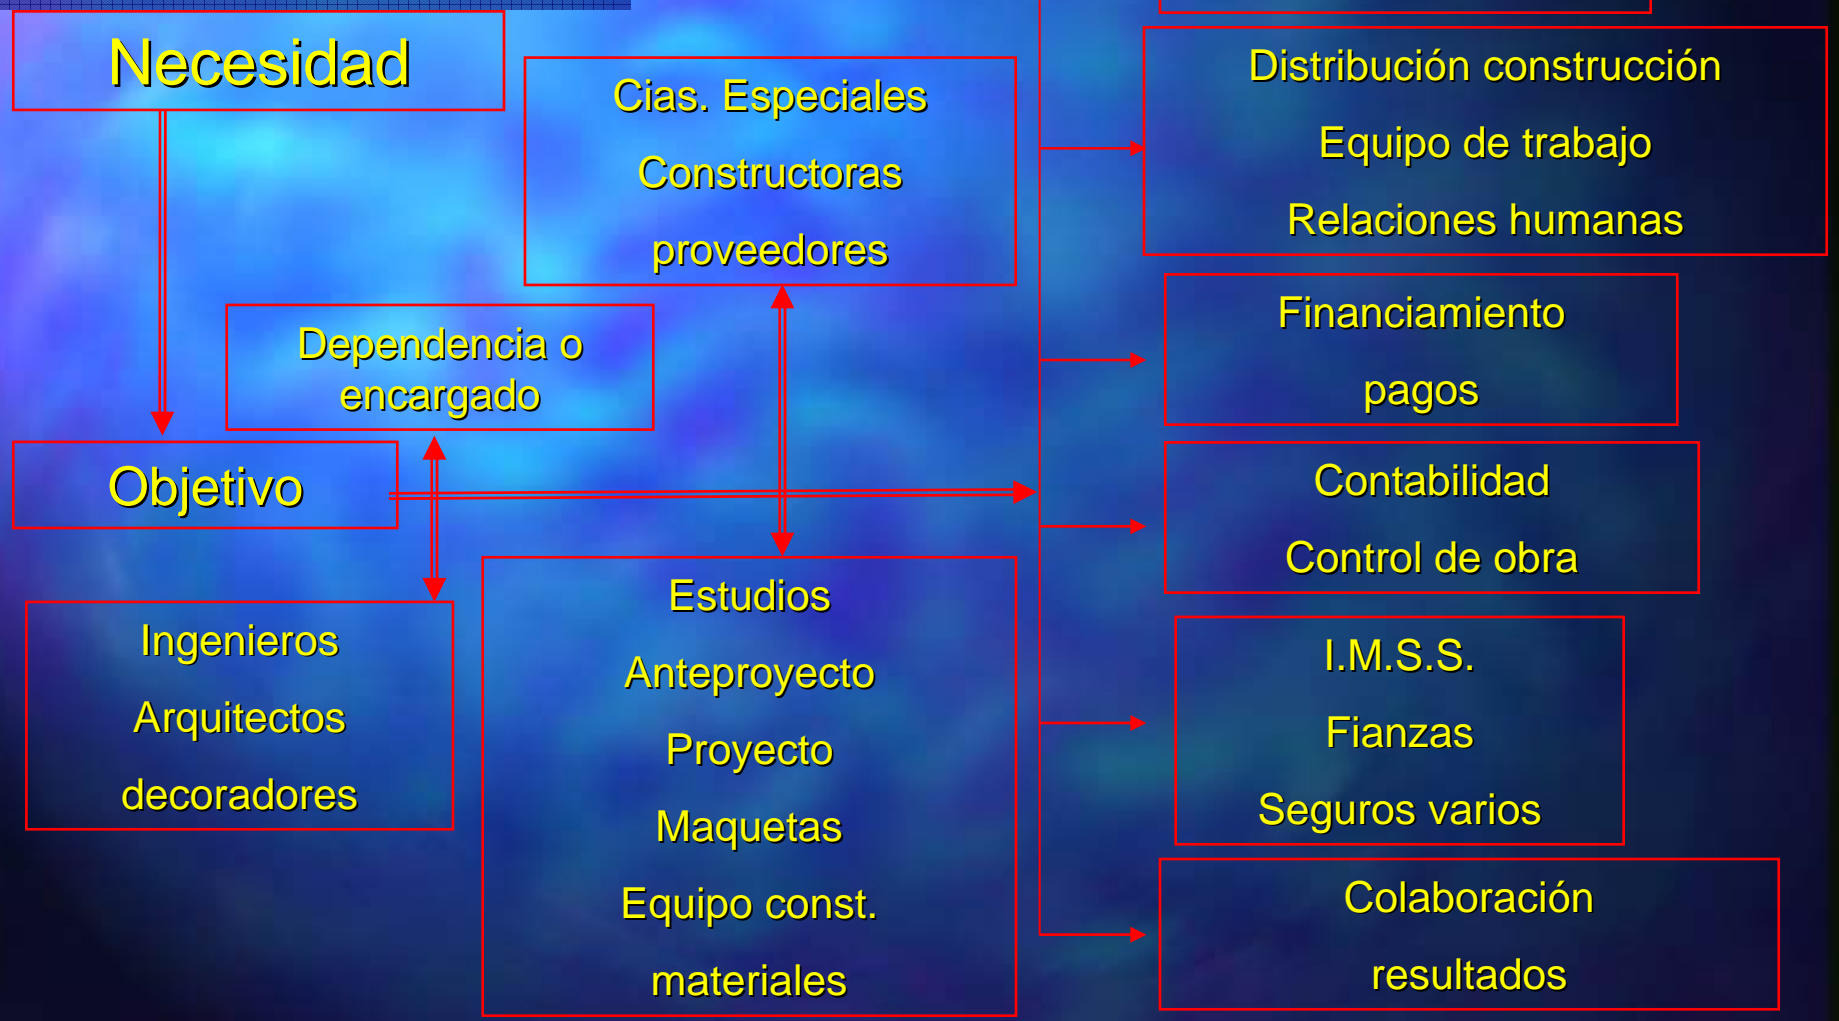 Necesidad
Cias. Especiales
Constructoras
proveedores
Dependencia o
encargado
Objetivo
Ingenieros
Arquitectos
decoradores
Estudios
Anteproyecto
Proyecto
Maquetas
Equipo const.
materiales
Distribución construcción
Equipo de trabajo
Relaciones humanas
Financiamiento
pagos
Contabilidad
Control de obra
I.M.S.S.
Fianzas
Seguros varios
Colaboración
resultados